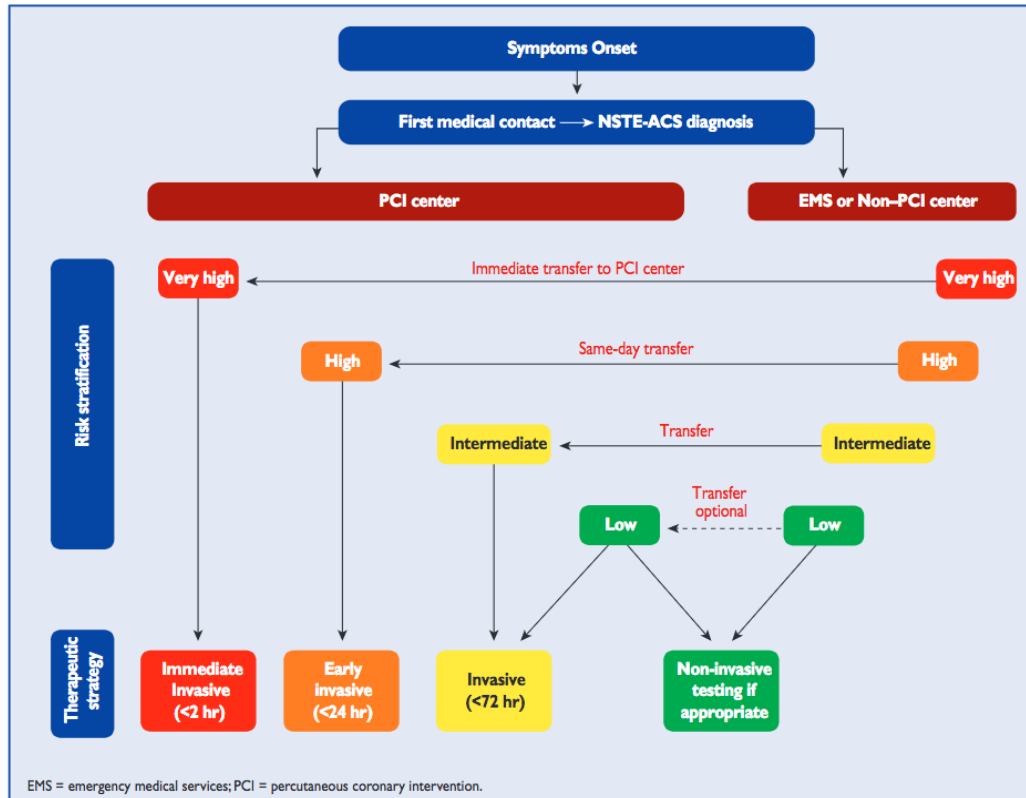 Symptoms Onset
First medical contact → NSTE-ACS diagnosis
PCI center
EMS or Non–PCI center
Risk stratification
Very high
Immediate transfer to PCI center
Very high
High
Same-day transfer
High
Intermediate
Transfer
Intermediate
Low
Transfer
optional
Low
Therapeutic
strategy
Immediate
Invasive
(<2 hr)
Early
invasive
(<24 hr)
Invasive
(<72 hr)
Non-invasive
testing if
appropriate
EMS = emergency medical services; PCI = percutaneous coronary intervention.